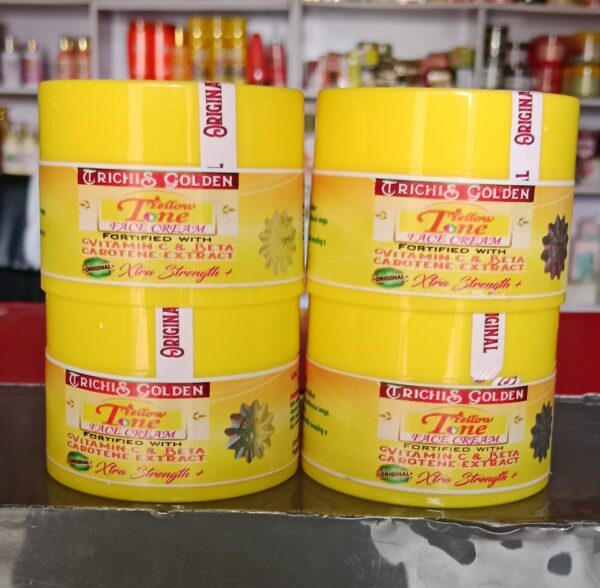 ORIGINAL
TRICHIS GOLDEN
Yellow
Tone
FACE CREAM
FORTIFIED WITH
VITAMIN C & BETA
CAROTENE EXTRACT
ORIGINAL
Xtra Strength +
ORIGINAL
TRICHIS GOLDEN
Yellow
Tone
FACE CREAM
FORTIFIED WITH
VITAMIN C & BETA
CAROTENE EXTRACT
ORIGINAL
Xtra Strength +
ORIGINAL
TRICHIS GOLDEN
Yellow
Tone
FACE CREAM
FORTIFIED WITH
VITAMIN C & BETA
CAROTENE EXTRACT
ORIGINAL
Xtra Strength +
IGINAL
TRICHIS GOLDEN
Yellow
Tone
FACE CREAM
FORTIFIED WITH
VITAMIN C & BETA
CAROTENE EXTRACT
ORIGINAL
Xtra Strength +